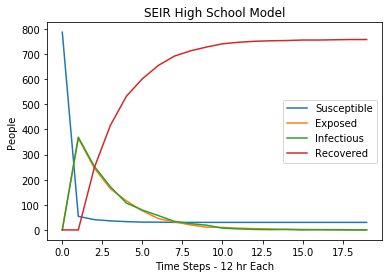 SEIR High School Model
People
800
700
600
500
400
300
200
100
0
Susceptible
Exposed
Infectious
Recovered
0.0 2.5 5.0 7.5 10.0 12.5 15.0 17.5
Time Steps - 12 hr Each